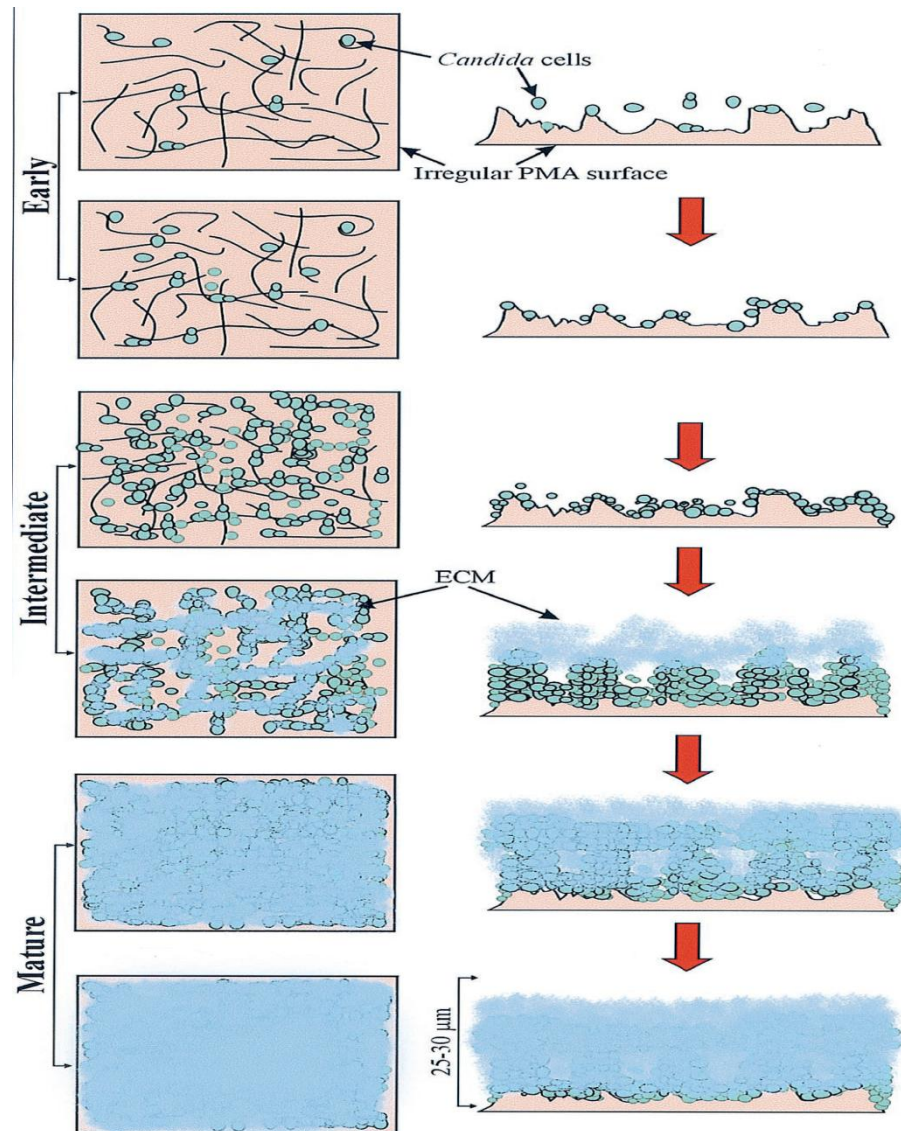 Candida cells
Irregular PMA surface
Early
Intermediate
ECM
Mature
25-30 μm